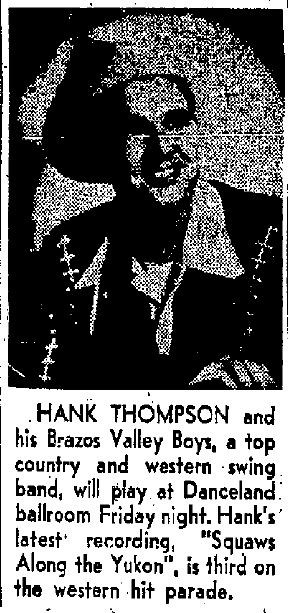 HANK THOMPSON and
his Brazos Valley Boys, a top
country and western swing
band, will play at Danceland
ballroom Friday night. Hank's
latest recording, "Squaws
Along the Yukon", is third on
the western hit parade.